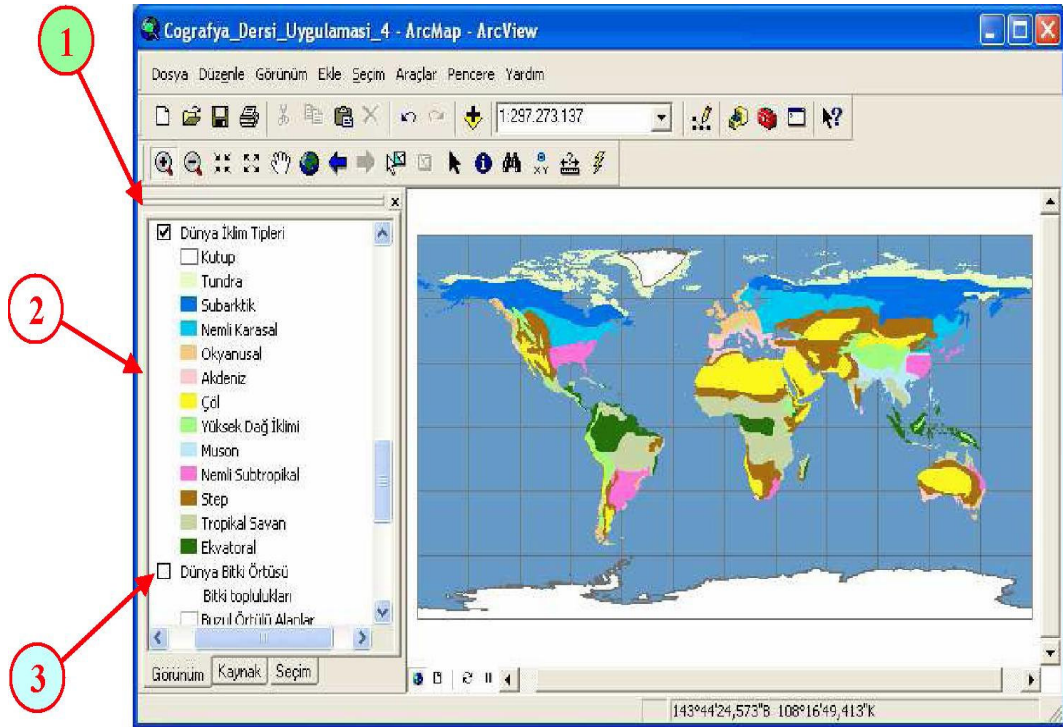 1
Cografya_Dersi_Uygulamasi_4 - ArcMap - ArcView
Dosya Düzenle Görünüm Ekle Seçim Araçlar Pencere Yardım
1:297.273.137
Dünya İklim Tipleri
Kutup
Tundra
Subarktik
2
Nemli Karasal
Okyanusal
Akdeniz
Çöl
Yüksek Dağ İklimi
Muson
Nemli Subtropikal
Step
Tropikal Savan
Ekvatoral
Dünya Bitki Örtüsü
Bitki toplulukları
Buzul Örtülü Alanlar
3
Görünüm Kaynak Seçim
143°44'24,573"B 108°16'49,413"K